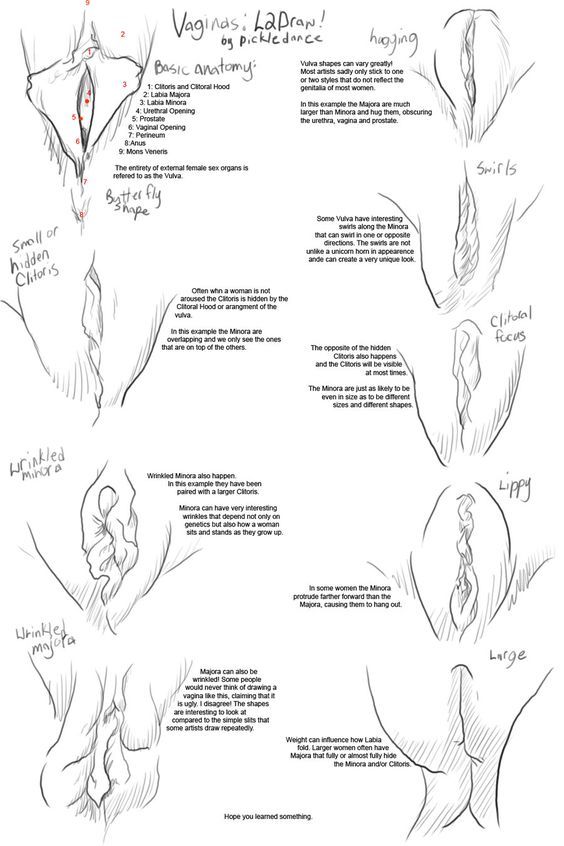 Vaginas: L2Draw!
by pickledance
Basic anatomy:
1: Clitoris and Clitoral Hood
2: Labia Majora
3: Labia Minora
4: Urethral Opening
5: Prostate
6: Vaginal Opening
7: Perineum
8:Anus
9: Mons Veneris
The entirety of external female sex organs is
refered to as the Vulva.
9
2
1
3
4
5
6
7
8
Butterfly
shape
hugging
Vulva shapes can vary greatly!
Most artists sadly only stick to one
or two styles that do not reflect the
genitalia of most women.
In this example the Majora are much
larger than Minora and hug them, obscuring
the urethra, vagina and prostate.
Swirls
Some Vulva have interesting
swirls along the Minora
that can swirl in one or opposite
directions. The swirls are not
unlike a unicorn horn in appearence
ande can create a very unique look.
Small or
hidden
Clitoris
Often whn a woman is not
aroused the Clitoris is hidden by the
Clitoral Hood or arangment of the
vulva.
In this example the Minora are
overlapping and we only see the ones
that are on top of the others.
Clitoral
focus
The opposite of the hidden
Clitoris also happens
and the Clitoris will be visible
at most times.
The Minora are just as likely to be
even in size as to be different
sizes and different shapes.
Wrinkled
minora
Wrinkled Minora also happen.
In this example they have been
paired with a larger Clitoris.
Minora can have very interesting
wrinkles that depend not only on
genetics but also how a woman
sits and stands as they grow up.
Lippy
In some women the Minora
protrude farther forward than the
Majora, causing them to hang out.
Wrinkled
majora
Majora can also be
wrinkled! Some people
would never think of drawing a
vagina like this, claiming that it
is ugly. I disagree! The shapes
are interesting to look at
compared to the simple slits that
some artists draw repeatedly.
Large
Weight can influence how Labia
fold. Larger women often have
Majora that fully or almost fully hide
the Minora and/or Clitoris.
Hope you learned something.